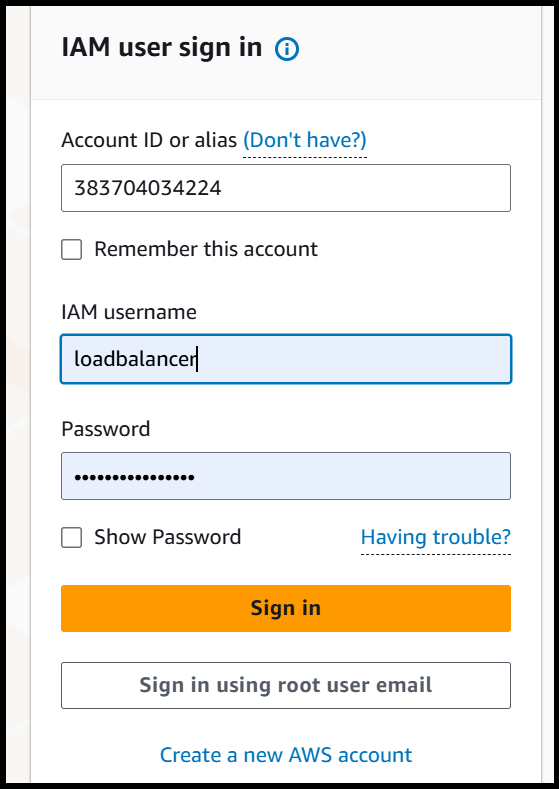 IAM user sign in
Account ID or alias (Don't have?)
383704034224
Remember this account
IAM username
loadbalancer
Password
••••••••••••••••
Show Password Having trouble?
Sign in
Sign in using root user email
Create a new AWS account